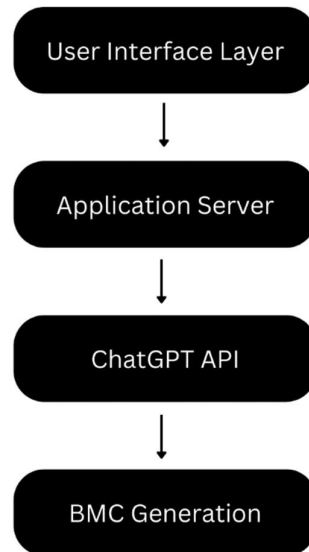 User Interface Layer
Application Server
ChatGPT API
BMC Generation